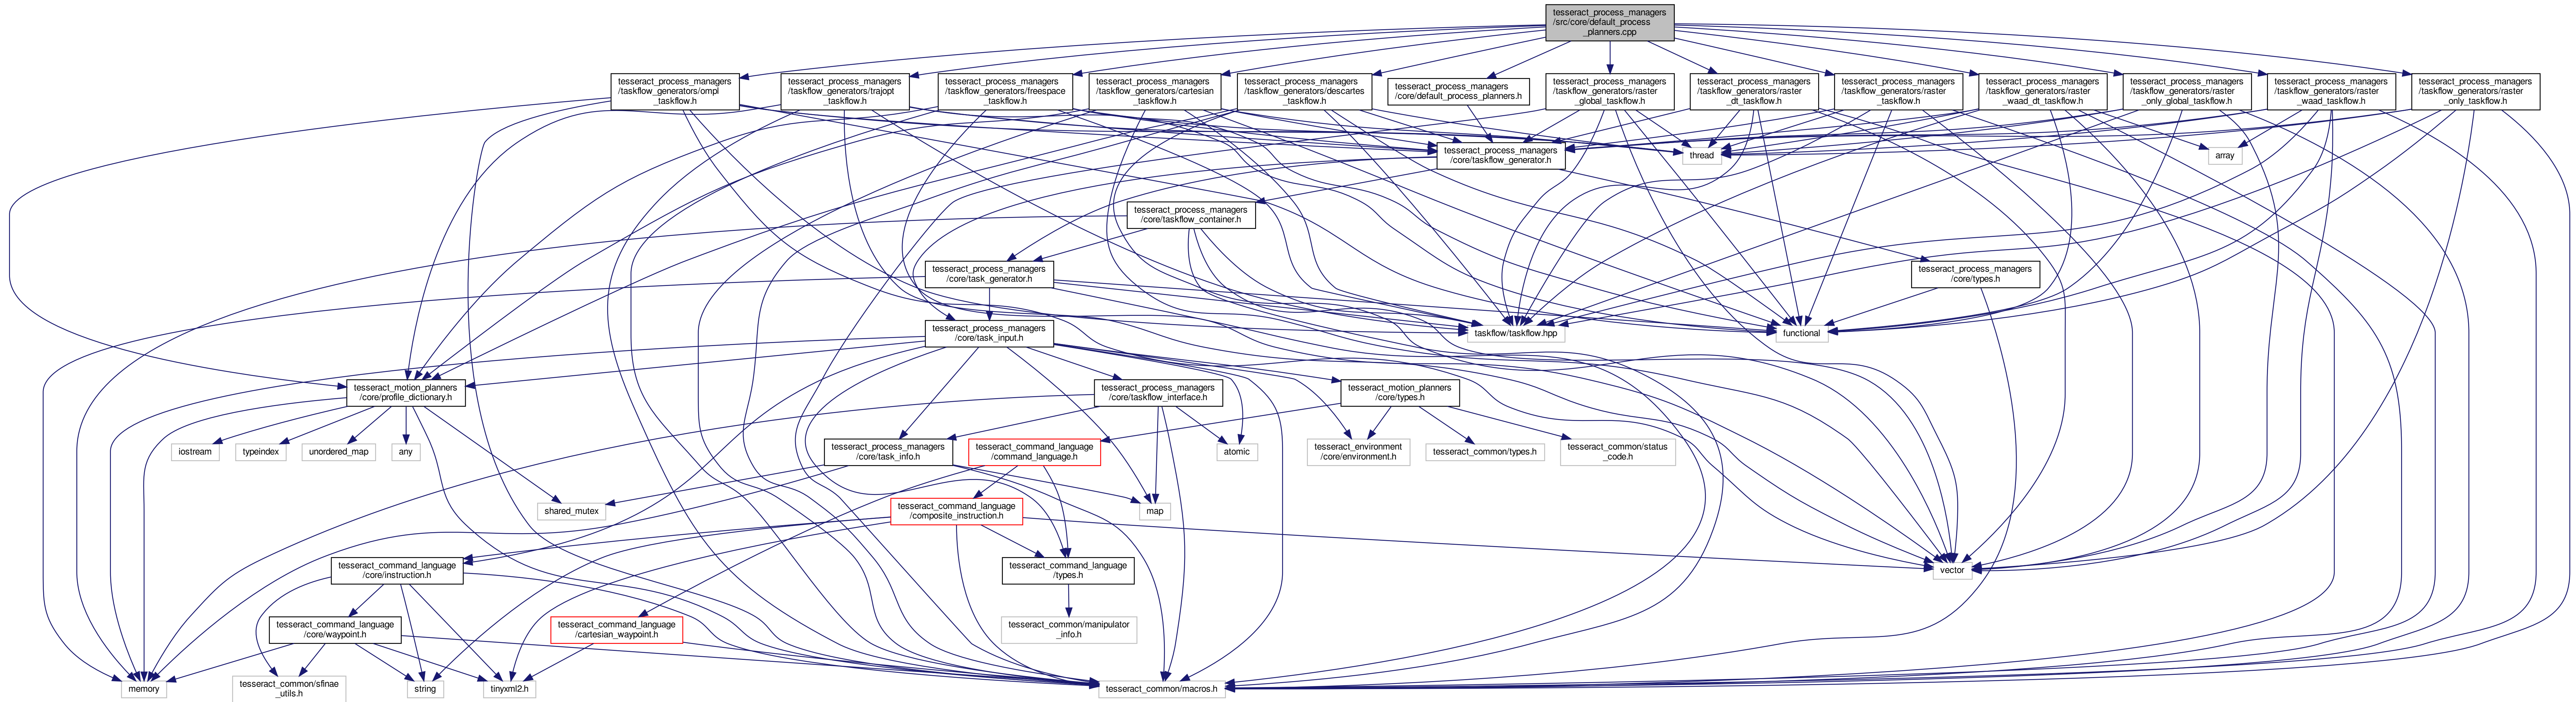 tesseract_process_managers
/src/core/default_process
_planners.cpp
tesseract_process_managers
/taskflow_generators/ompl
_taskflow.h
tesseract_process_managers
/taskflow_generators/trajopt
_taskflow.h
tesseract_process_managers
/taskflow_generators/freespace
_taskflow.h
tesseract_process_managers
/taskflow_generators/cartesian
_taskflow.h
tesseract_process_managers
/taskflow_generators/descartes
_taskflow.h
tesseract_process_managers
/core/default_process_planners.h
tesseract_process_managers
/taskflow_generators/raster
_global_taskflow.h
tesseract_process_managers
/taskflow_generators/raster
_dt_taskflow.h
tesseract_process_managers
/taskflow_generators/raster
_taskflow.h
tesseract_process_managers
/taskflow_generators/raster
_waad_dt_taskflow.h
tesseract_process_managers
/taskflow_generators/raster
_only_global_taskflow.h
tesseract_process_managers
/taskflow_generators/raster
_waad_taskflow.h
tesseract_process_managers
/taskflow_generators/raster
_only_taskflow.h
tesseract_process_managers
/core/taskflow_generator.h
thread
array
tesseract_process_managers
/core/taskflow_container.h
tesseract_process_managers
/core/task_generator.h
tesseract_process_managers
/core/types.h
tesseract_process_managers
/core/task_input.h
taskflow/taskflow.hpp
functional
tesseract_motion_planners
/core/profile_dictionary.h
tesseract_process_managers
/core/taskflow_interface.h
tesseract_motion_planners
/core/types.h
iostream
typeindex
unordered_map
any
tesseract_process_managers
/core/task_info.h
tesseract_command_language
/command_language.h
atomic
tesseract_environment
/core/environment.h
tesseract_common/types.h
tesseract_common/status
_code.h
shared_mutex
tesseract_command_language
/composite_instruction.h
map
tesseract_command_language
/core/instruction.h
tesseract_command_language
/types.h
vector
tesseract_command_language
/core/waypoint.h
tesseract_command_language
/cartesian_waypoint.h
tesseract_common/manipulator
_info.h
memory
tesseract_common/sfinae
_utils.h
string
tinyxml2.h
tesseract_common/macros.h